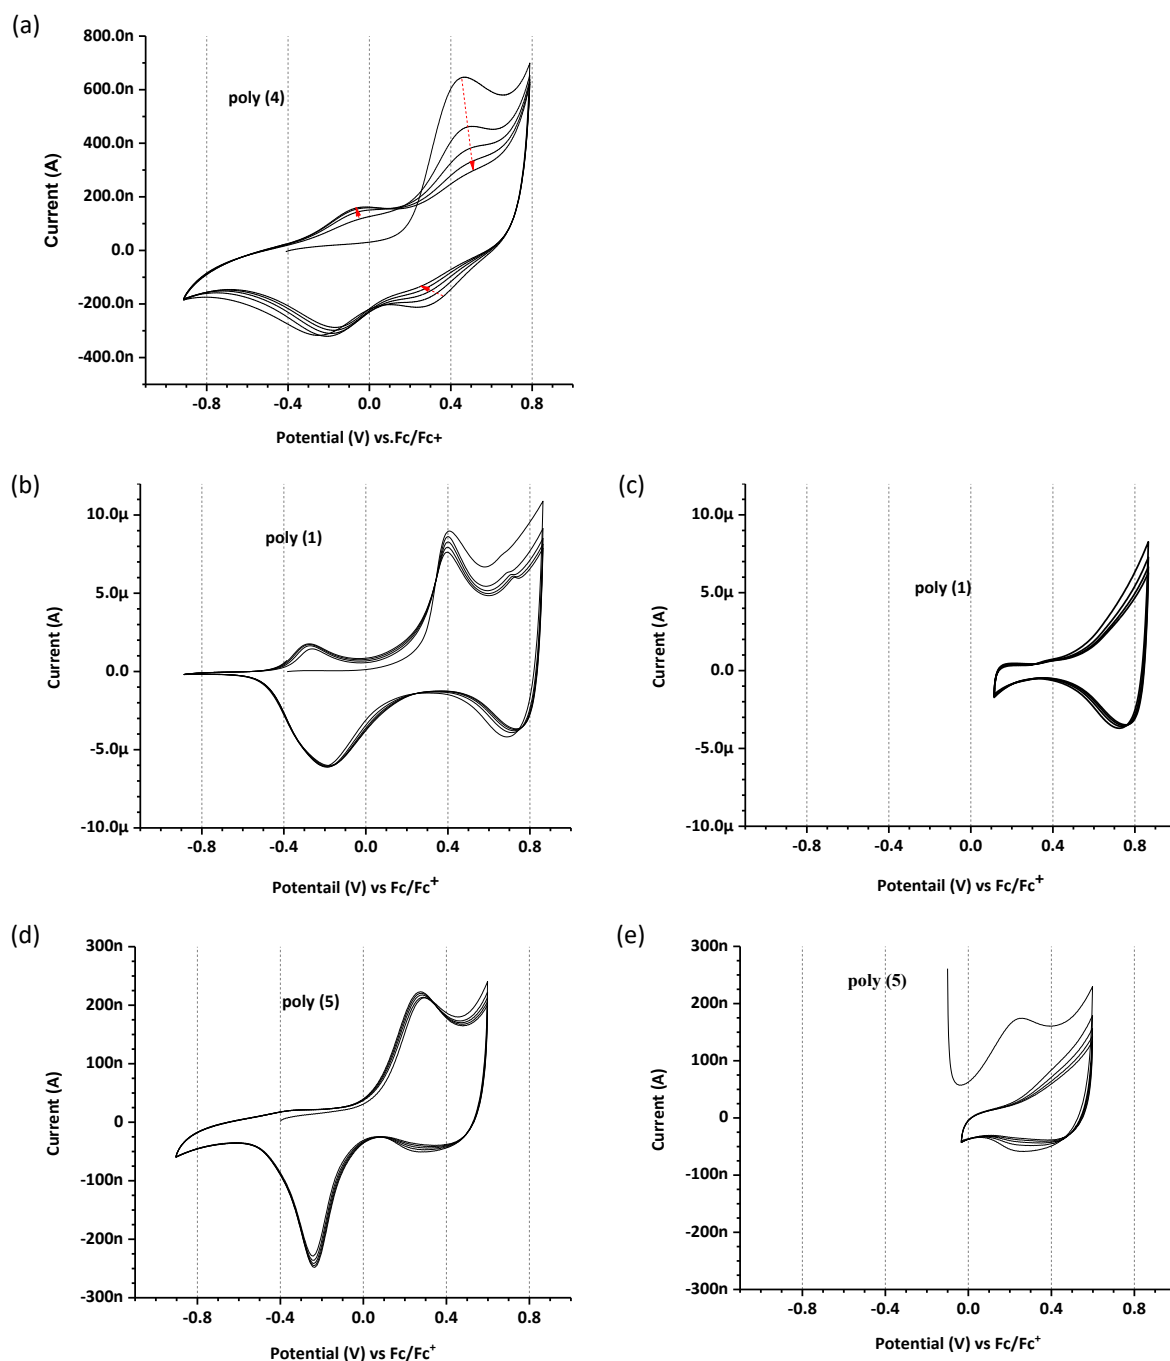 (a)
800.0n
600.0n
400.0n
200.0n
0.0
-200.0n
-400.0n
Current (A)
poly (4)
-0.8
-0.4
0.0
0.4
0.8
Potential (V) vs.Fc/Fc+
(b)
10.0μ
5.0μ
0.0
-5.0μ
-10.0μ
Current (A)
poly (1)
-0.8
-0.4
0.0
0.4
0.8
Potentail (V) vs Fc/Fc+
(c)
10.0μ
5.0μ
0.0
-5.0μ
-10.0μ
Current (A)
poly (1)
-0.8
-0.4
0.0
0.4
0.8
Potentail (V) vs Fc/Fc+
(d)
300n
200n
100n
0
-100n
-200n
-300n
Current (A)
poly (5)
-0.8
-0.4
0.0
0.4
0.8
Potential (V) vs Fc/Fc+
(e)
300n
200n
100n
0
-100n
-200n
-300n
Current (A)
poly (5)
-0.8
-0.4
0.0
0.4
0.8
Potential (V) vs Fc/Fc+